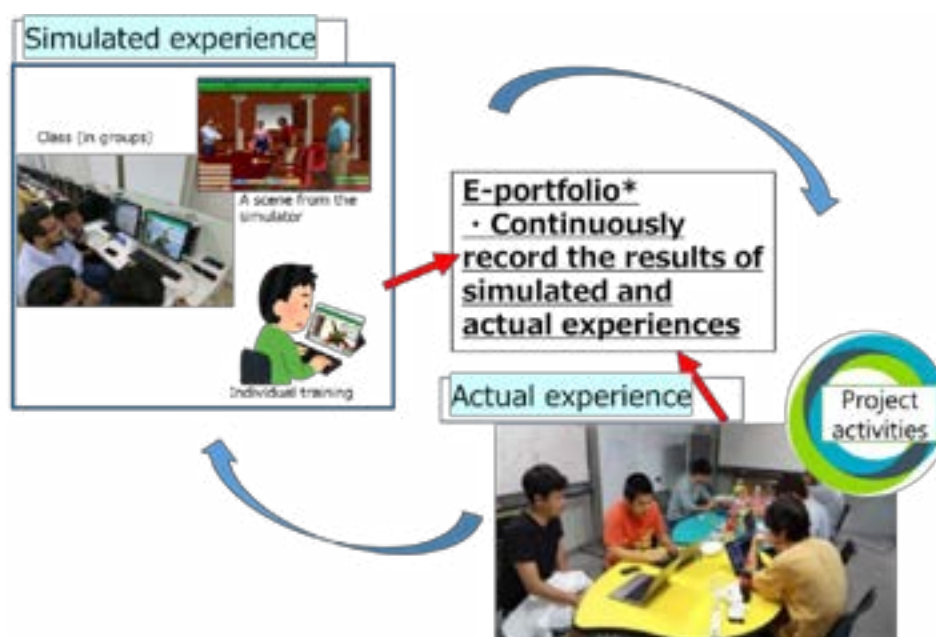 Simulated experience
Class (in groups)
A scene from the
simulator
Individual training
E-portfolio*
・Continuously
record the results of
simulated and
actual experiences
Actual experience
Project
activities